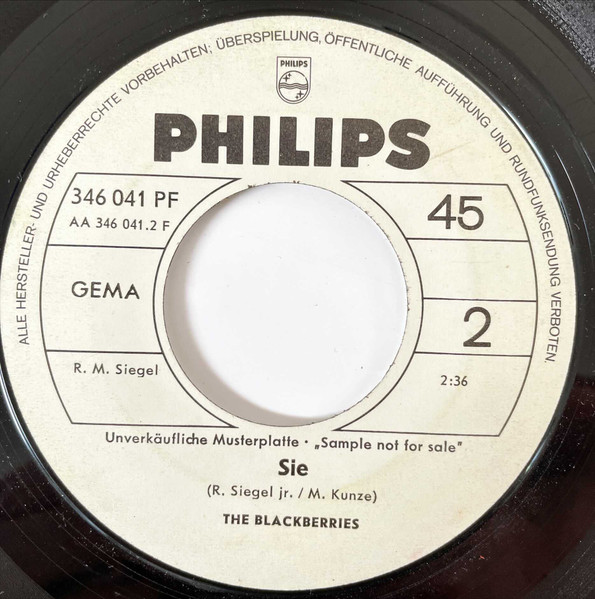 ALLE HERSTELLER- UND URHEBERRECHTE VORBEHALTEN; ÜBERSPIELUNG, ÖFFENTLICHE AUFFÜHRUNG UND RUNDFUNKSENDUNG VERBOTEN
PHILIPS
PHILIPS
346 041 PF
AA 346 041.2 F
45
GEMA
2
R. M. Siegel
2:36
Unverkäufliche Musterplatte · „Sample not for sale"
Sie
(R. Siegel jr. / M. Kunze)
THE BLACKBERRIES